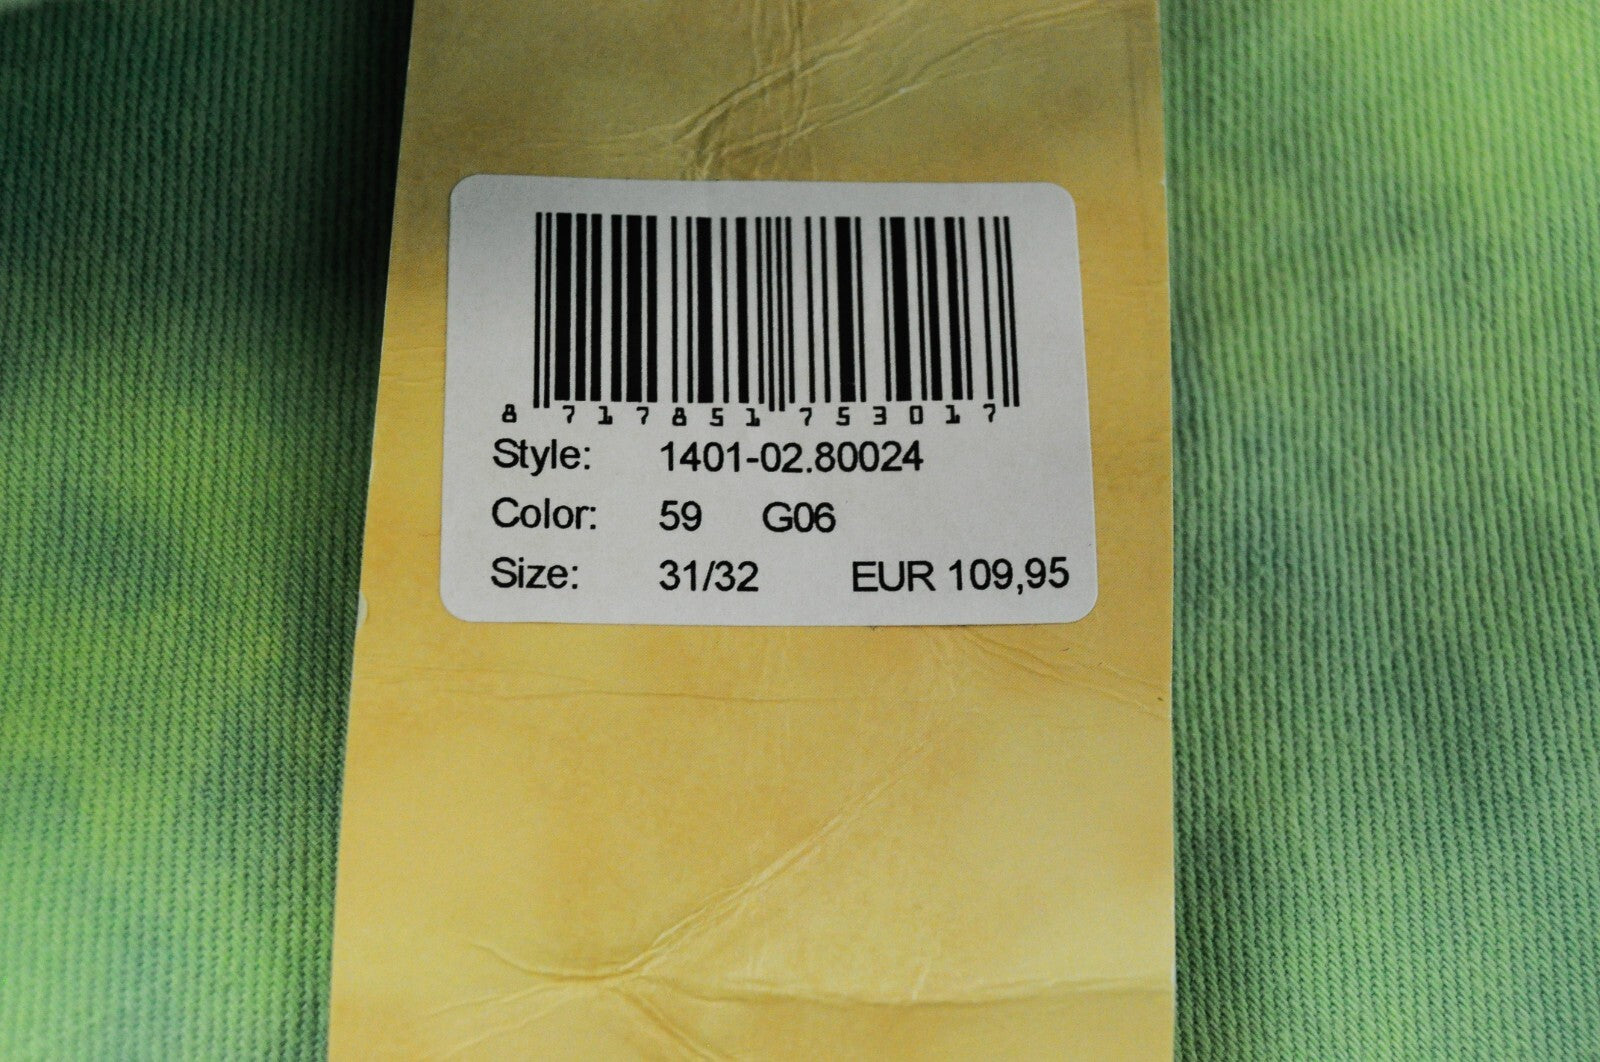 8 717851 753017
Style: 1401-02.80024
Color: 59 G06
Size: 31/32 EUR 109,95